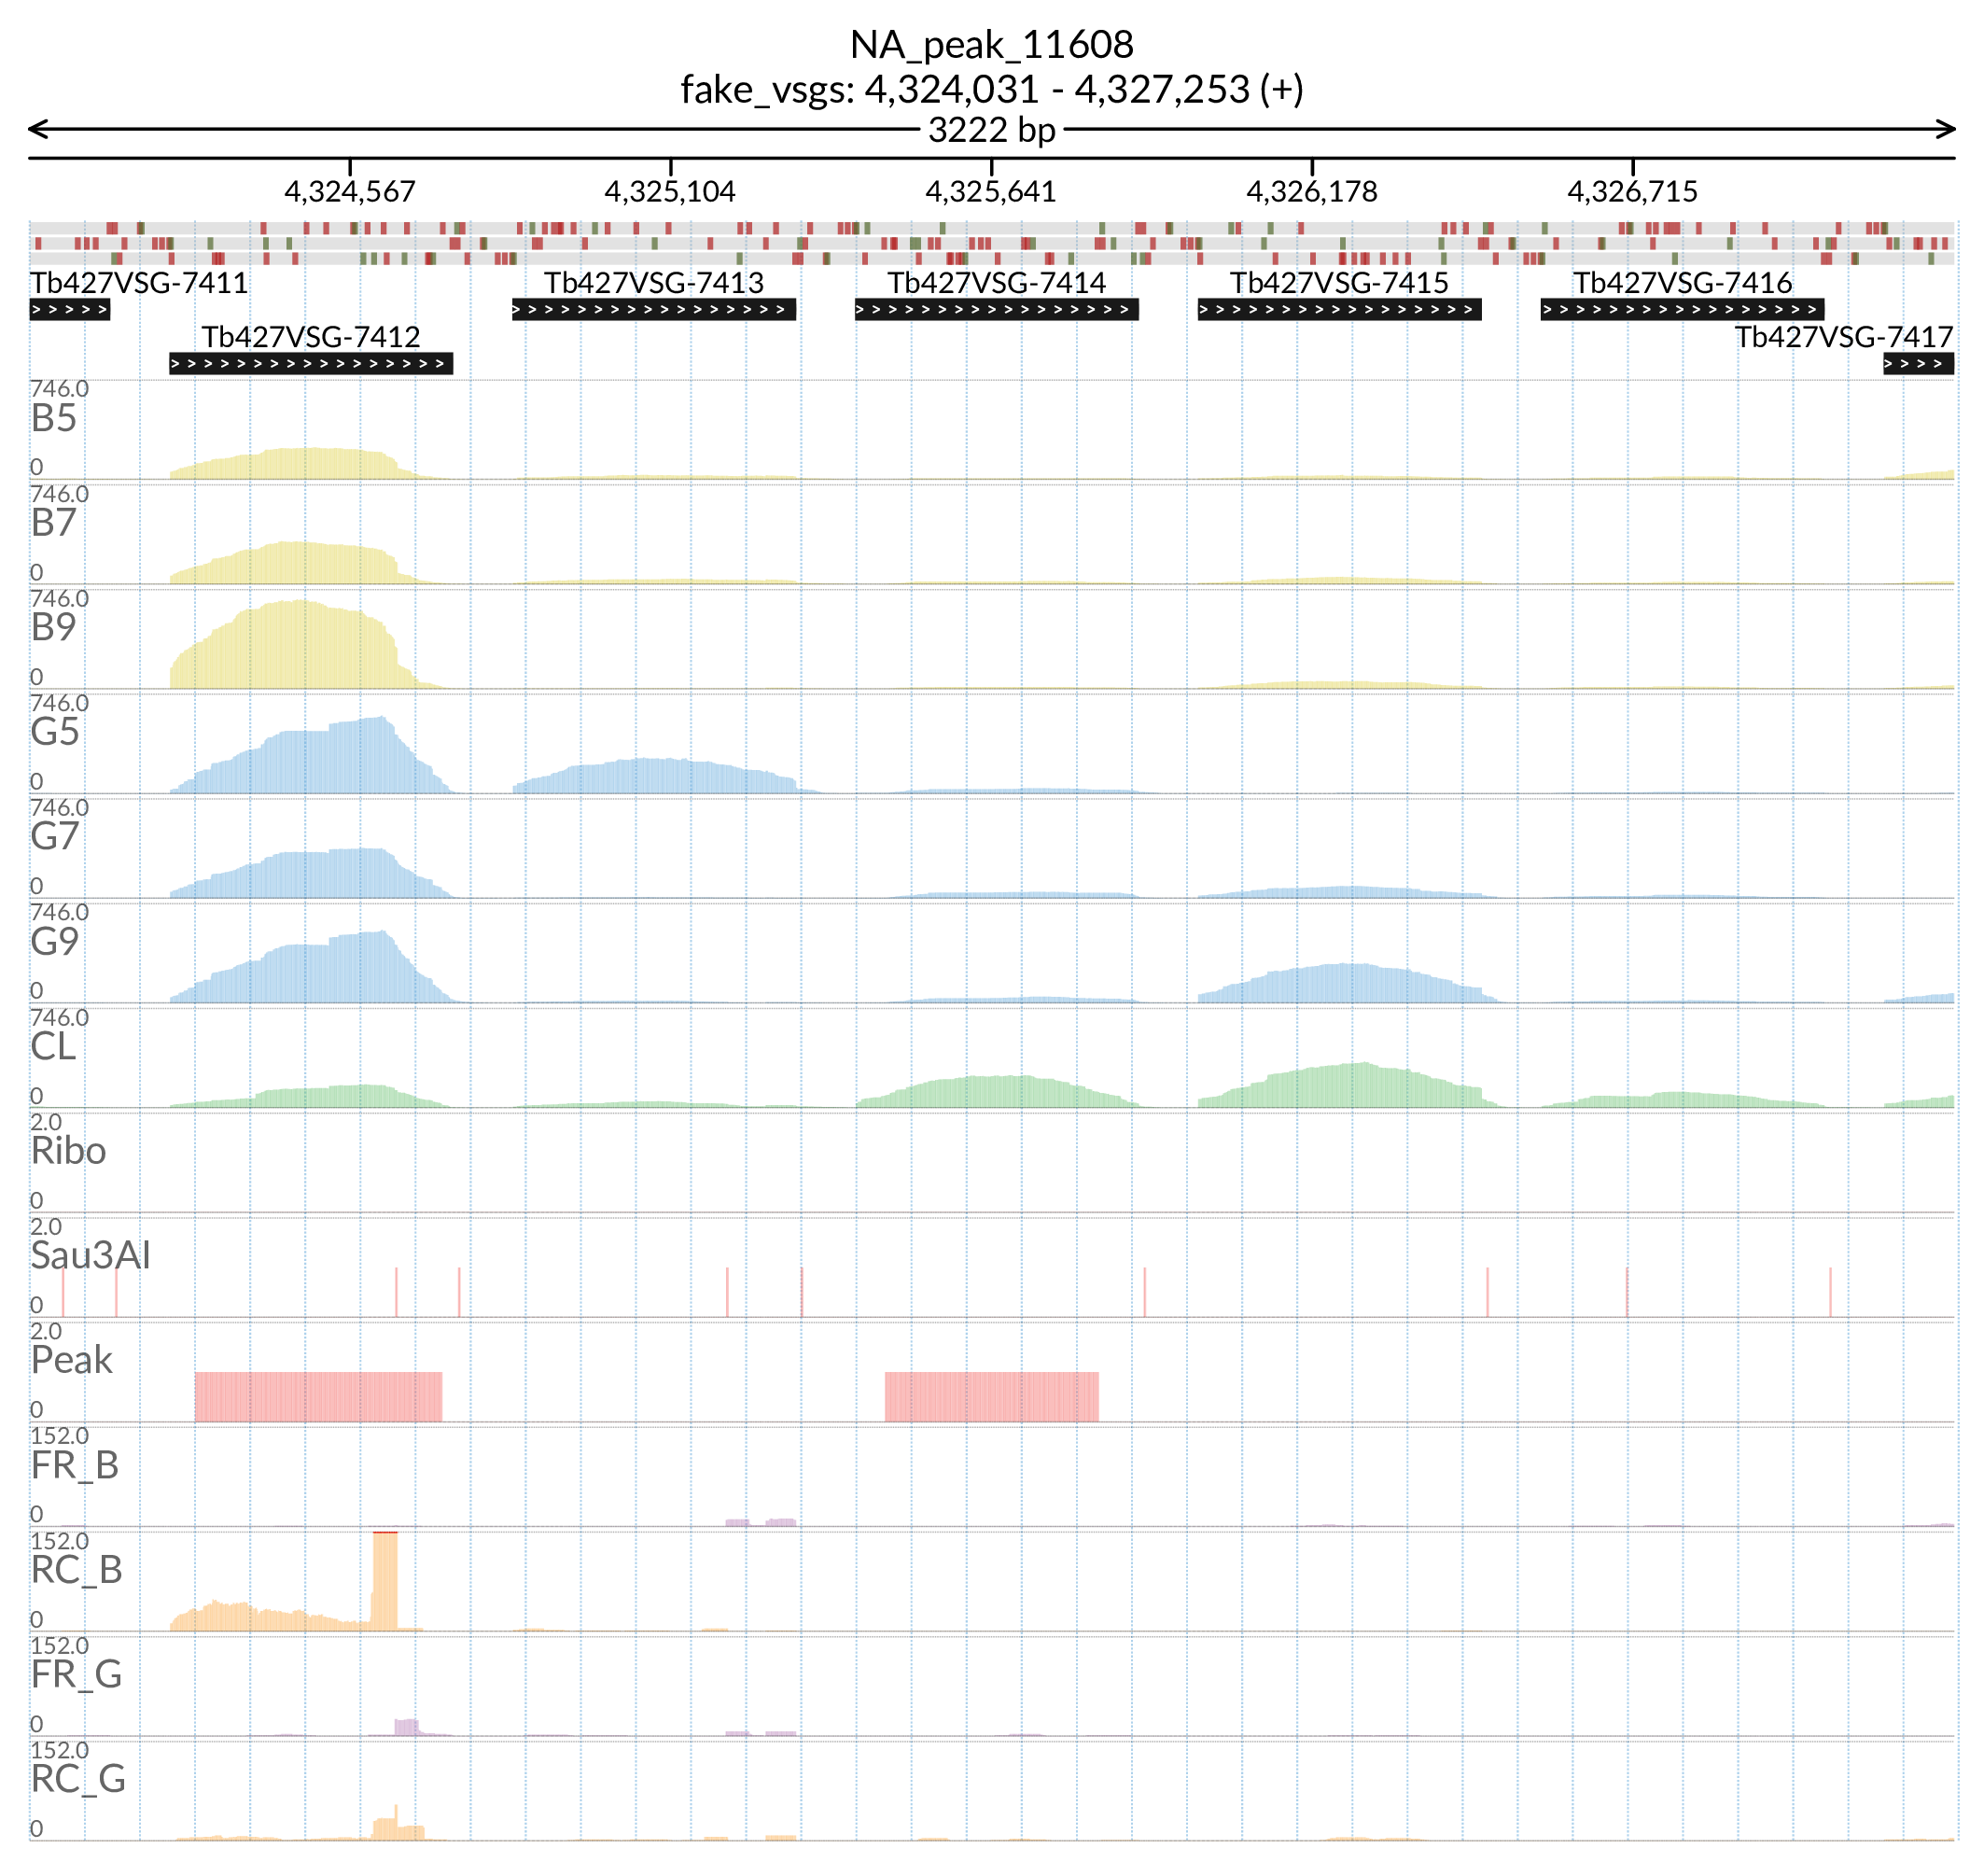 NA_peak_11608
fake_vsgs: 4,324,031 - 4,327,253 (+)
3222 bp
4,324,567 4,325,104 4,325,641 4,326,178 4,326,715
Tb427VSG-7411 Tb427VSG-7413 Tb427VSG-7414 Tb427VSG-7415 Tb427VSG-7416
Tb427VSG-7412 Tb427VSG-7417
746.0
B5
0
746.0
B7
0
746.0
B9
0
746.0
G5
0
746.0
G7
0
746.0
G9
0
746.0
CL
0
2.0
Ribo
0
2.0
Sau3AI
0
2.0
Peak
0
152.0
FR_B
0
152.0
RC_B
0
152.0
FR_G
0
152.0
RC_G
0